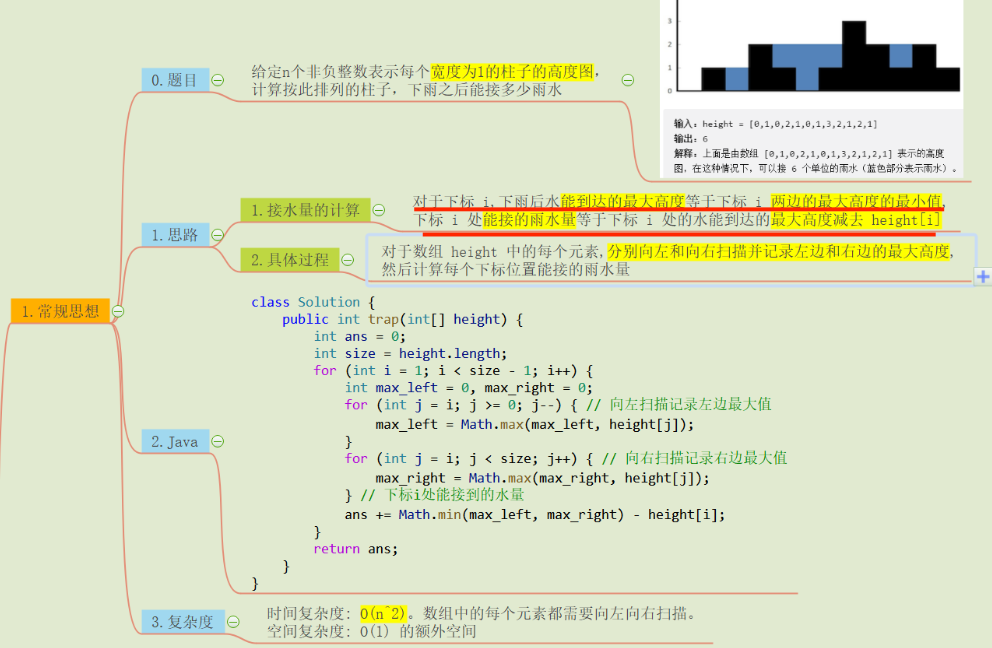 1.常规思想
0.题目
给定n个非负整数表示每个宽度为1的柱子的高度图,
计算按此排列的柱子, 下雨之后能接多少雨水
3
2
1
0
输入: height = [0,1,0,2,1,0,1,3,2,1,2,1]
输出: 6
解释: 上面是由数组 [0,1,0,2,1,0,1,3,2,1,2,1] 表示的高度
图, 在这种情况下, 可以接 6 个单位的雨水 (蓝色部分表示雨水) 。
1.思路
1.接水量的计算
对于下标 i,下雨后水能到达的最大高度等于下标 i 两边的最大高度的最小值,
下标 i 处能接的雨水量等于下标 i 处的水能到达的最大高度减去 height[i]
2.具体过程
对于数组 height 中的每个元素,分别向左和向右扫描并记录左边和右边的最大高度,
然后计算每个下标位置能接的雨水量
2.Java
class Solution {
public int trap(int[] height) {
int ans = 0;
int size = height.length;
for (int i = 1; i < size - 1; i++) {
int max_left = 0, max_right = 0;
for (int j = i; j >= 0; j--) { // 向左扫描记录左边最大值
max_left = Math.max(max_left, height[j]);
}
for (int j = i; j < size; j++) { // 向右扫描记录右边最大值
max_right = Math.max(max_right, height[j]);
} // 下标i处能接到的水量
ans += Math.min(max_left, max_right) - height[i];
}
return ans;
}
}
3.复杂度
时间复杂度: O(n^2)。数组中的每个元素都需要向左向右扫描。
空间复杂度: O(1) 的额外空间